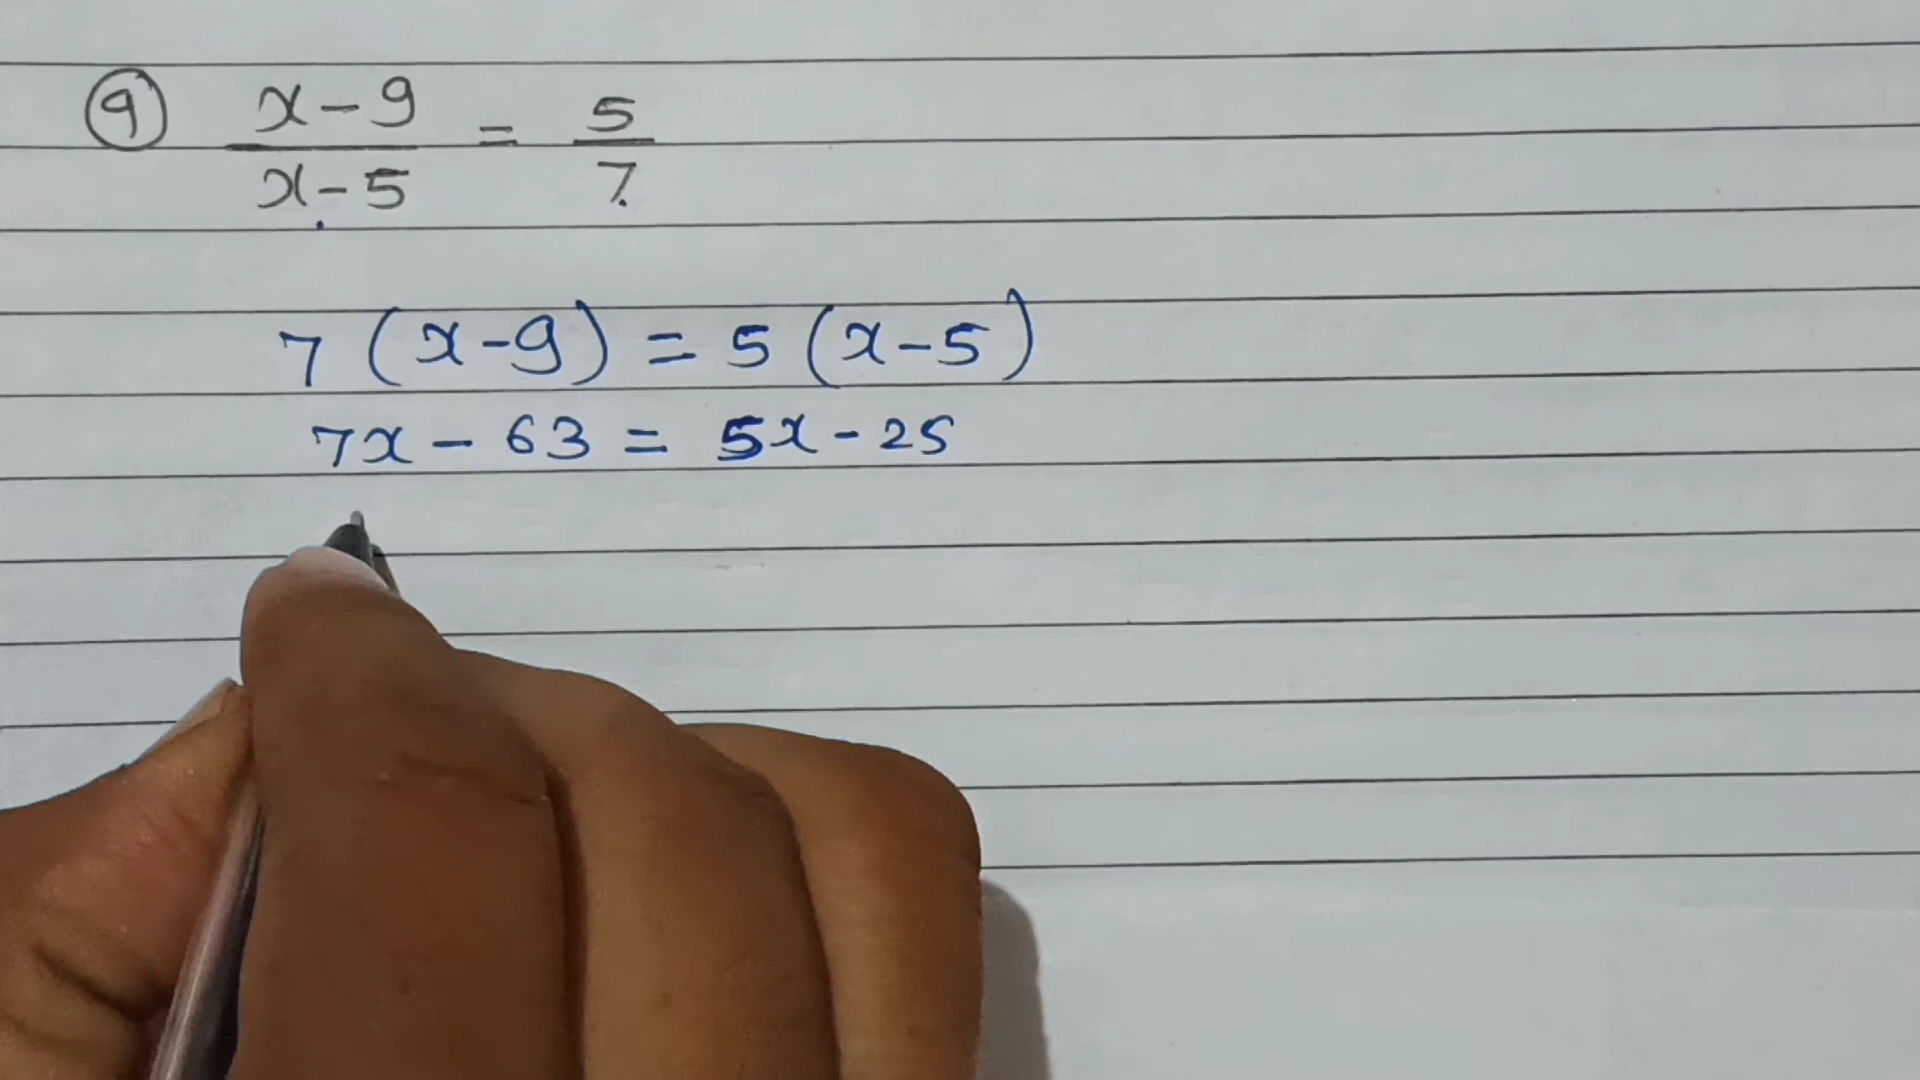 9 x-9/x-5 = 5/7
7(x-9) = 5(x-5)
7x - 63 = 5x - 25